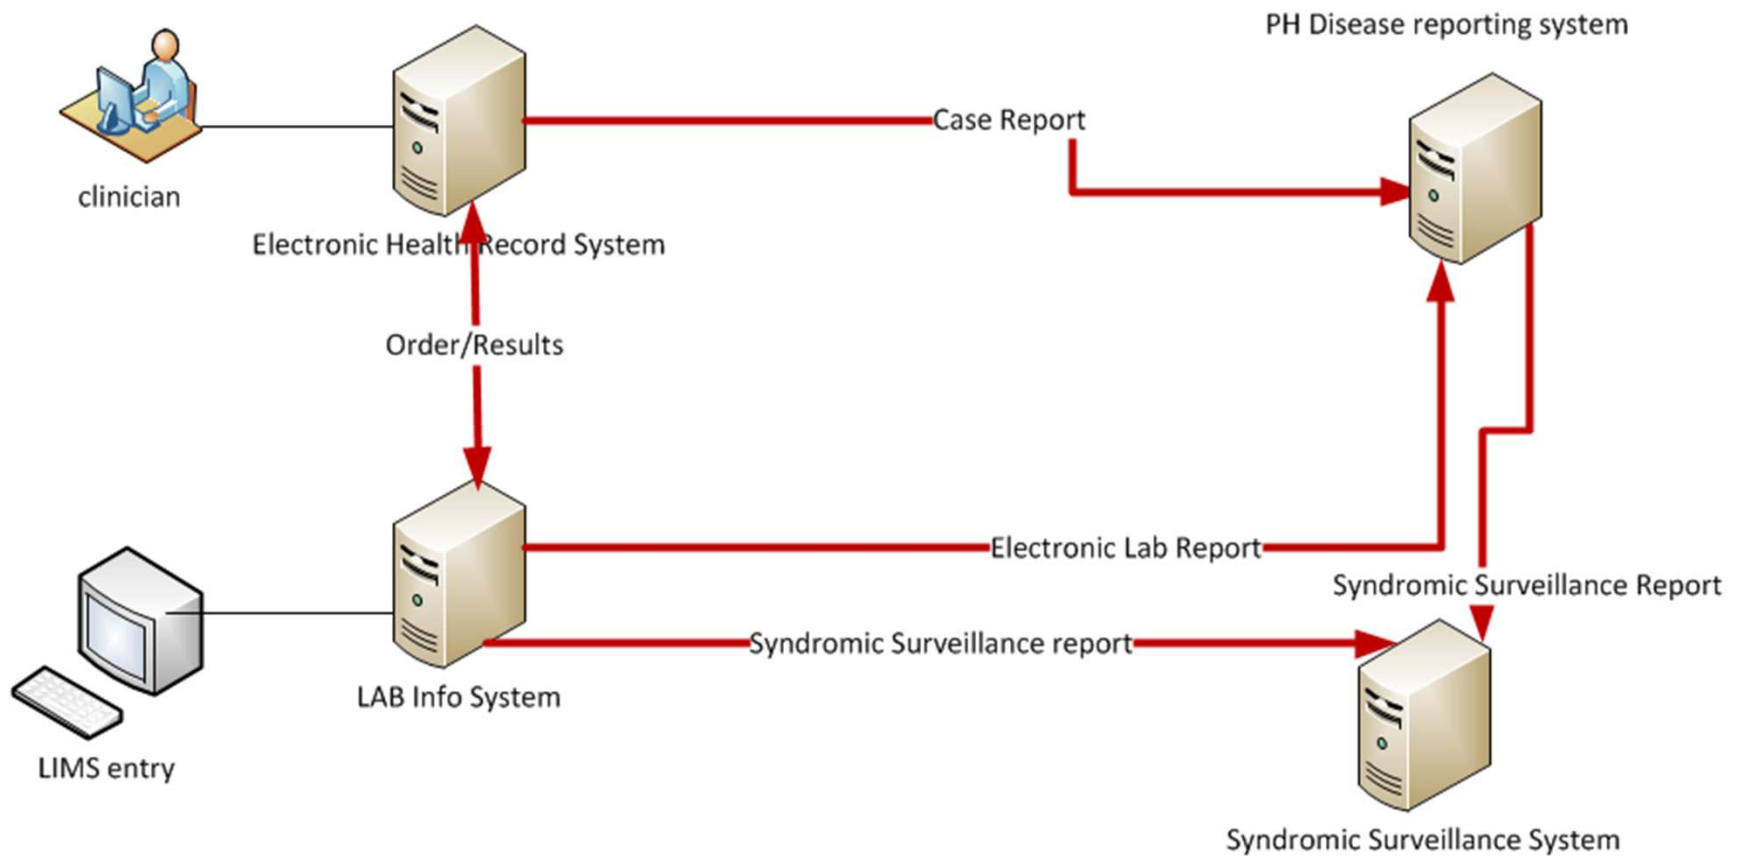 PH Disease reporting system
Case Report
clinician
Electronic Health Record System
Order/Results
Electronic Lab Report
Syndromic Surveillance Report
Syndromic Surveillance report
LAB Info System
LIMS entry
Syndromic Surveillance System